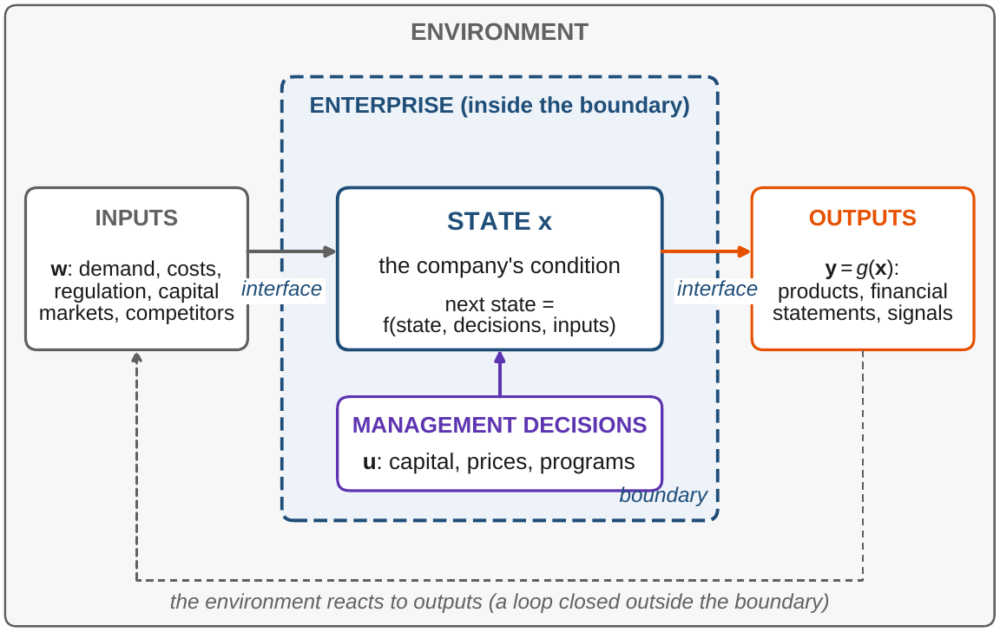 ENVIRONMENT
ENTERPRISE (inside the boundary)
INPUTS
w: demand, costs,
regulation, capital
markets, competitors
interface
STATE x
the company's condition
next state =
f(state, decisions, inputs)
interface
OUTPUTS
y = g(x):
products, financial
statements, signals
MANAGEMENT DECISIONS
u: capital, prices, programs
boundary
the environment reacts to outputs (a loop closed outside the boundary)